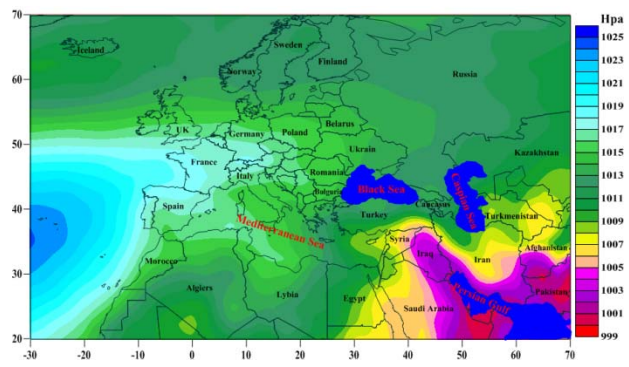 Hpa
70
1025
Iceland
Sweden
Finland
1023
Norway
Russia
60
1021
UK
Belarus
1019
Germany
Poland
50
Ukrain
Kazakhstan
1017
France
Romania
Italy
1015
Bulgaria
Black Sea
Caspian Sea
40
Spain
Caucasus
1013
Turkey
Turkmenistan
1011
Mediterranean Sea
Syria
Afghanistan
1009
Iraq
Iran
1007
Morocco
30
1005
Algiers
Lybia
Egypt
Persian Gulf
Pakistan
1003
Saudi Arabia
1001
20
999
-30 -20 -10 0 10 20 30 40 50 60 70